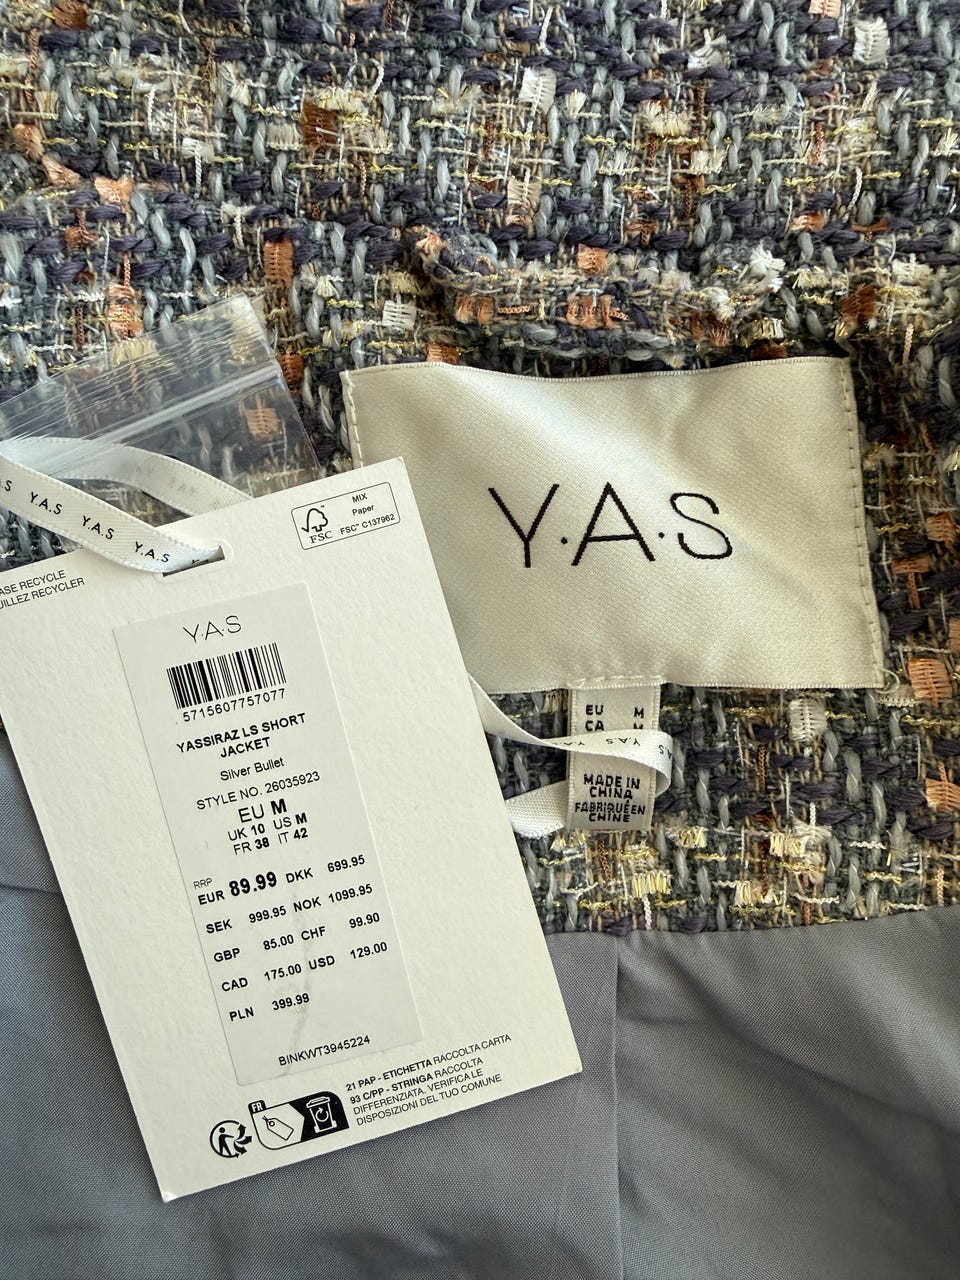 Y.A.S
Y.A.S Y.A.S Y.A.S
MIX
Paper
FSC FSC™ C137962
ASE RECYCLE
UILLEZ RECYCLER
Y.A.S
5715607757077
YASSIRAZ LS SHORT
JACKET
Silver Bullet
STYLE NO. 26035923
EU M
UK 10 US M
FR 38 IT 42
RRP
EUR 89.99 DKK 699.95
SEK 999.95 NOK 1099.95
GBP 85.00 CHF 99.90
CAD 175.00 USD 129.00
PLN 399.99
BINKWT3945224
FR
21 PAP - ETICHETTA RACCOLTA CARTA
93 C/PP - STRINGA RACCOLTA
DIFFERENZIATA. VERIFICA LE
DISPOSIZIONI DEL TUO COMUNE
EU M
CA M
Y.A.S
MADE IN
CHINA
FABRIQUÉ EN
CHINE